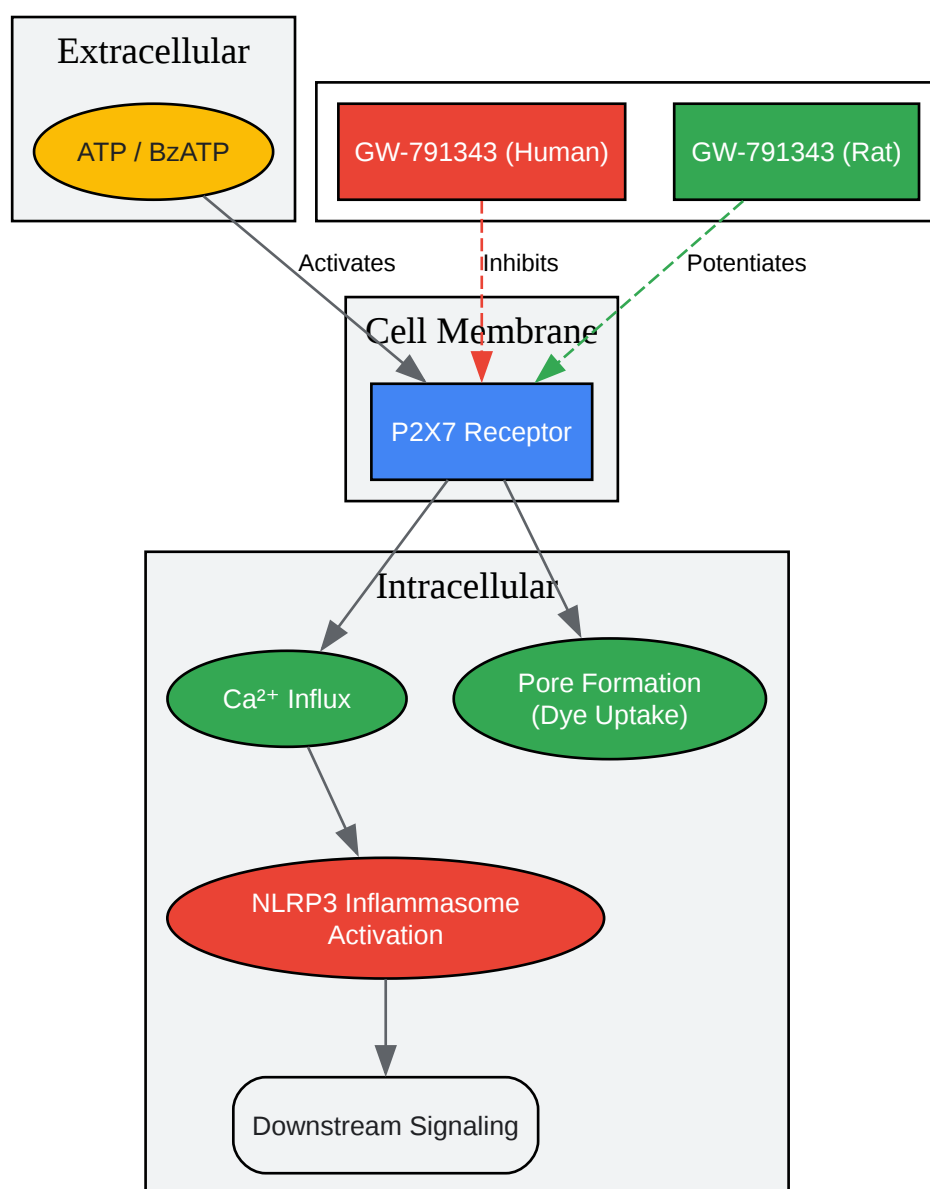 Extracellular
ATP / BzATP
GW-791343 (Human)
GW-791343 (Rat)
Activates
Inhibits
Potentiates
Cell Membrane
P2X7 Receptor
Intracellular
Ca²⁺ Influx
Pore Formation
(Dye Uptake)
NLRP3 Inflammasome
Activation
Downstream Signaling